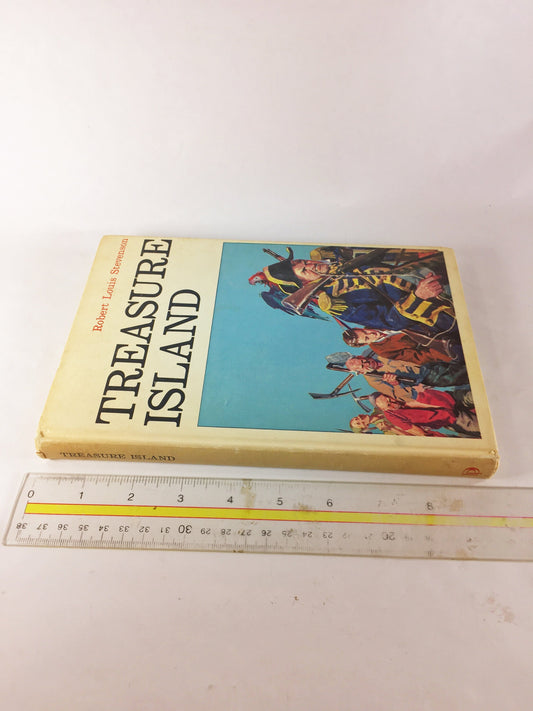 Robert Louis Stevenson
TREASURE
ISLAND
TREASURE ISLAND
0 1 2 3 4 5 6 7 8
38 37 36 35 34 33 32 31 30 29 28 27 26 25 24 23 22 21 20 19